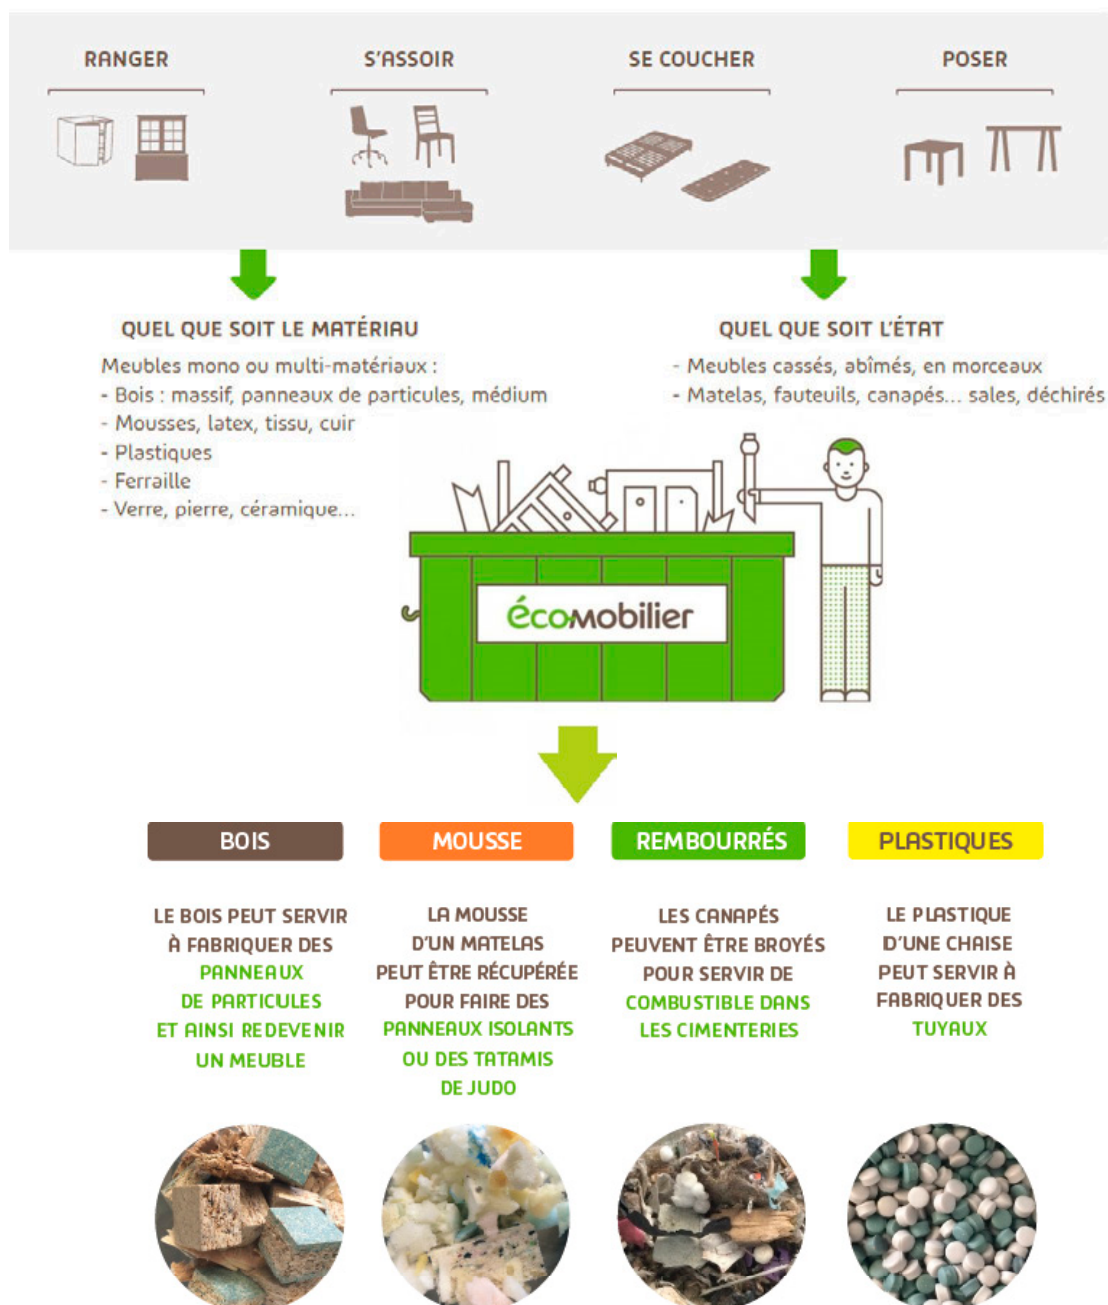 RANGER
S'ASSOIR
SE COUCHER
POSER
QUEL QUE SOIT LE MATÉRIAU
Meubles mono ou multi-matériaux :
- Bois : massif, panneaux de particules, médium
- Mousses, latex, tissu, cuir
- Plastiques
- Ferraille
- Verre, pierre, céramique...
QUEL QUE SOIT L'ÉTAT
- Meubles cassés, abîmés, en morceaux
- Matelas, fauteuils, canapés... sales, déchirés
écomobilier
BOIS
LE BOIS PEUT SERVIR
À FABRIQUER DES
PANNEAUX
DE PARTICULES
ET AINSI REDEVENIR
UN MEUBLE
MOUSSE
LA MOUSSE
D'UN MATELAS
PEUT ÊTRE RÉCUPÉRÉE
POUR FAIRE DES
PANNEAUX ISOLANTS
OU DES TATAMIS
DE JUDO
REMBOURRÉS
LES CANAPÉS
PEUVENT ÊTRE BROYÉS
POUR SERVIR DE
COMBUSTIBLE DANS
LES CIMENTERIES
PLASTIQUES
LE PLASTIQUE
D'UNE CHAISE
PEUT SERVIR À
FABRIQUER DES
TUYAUX